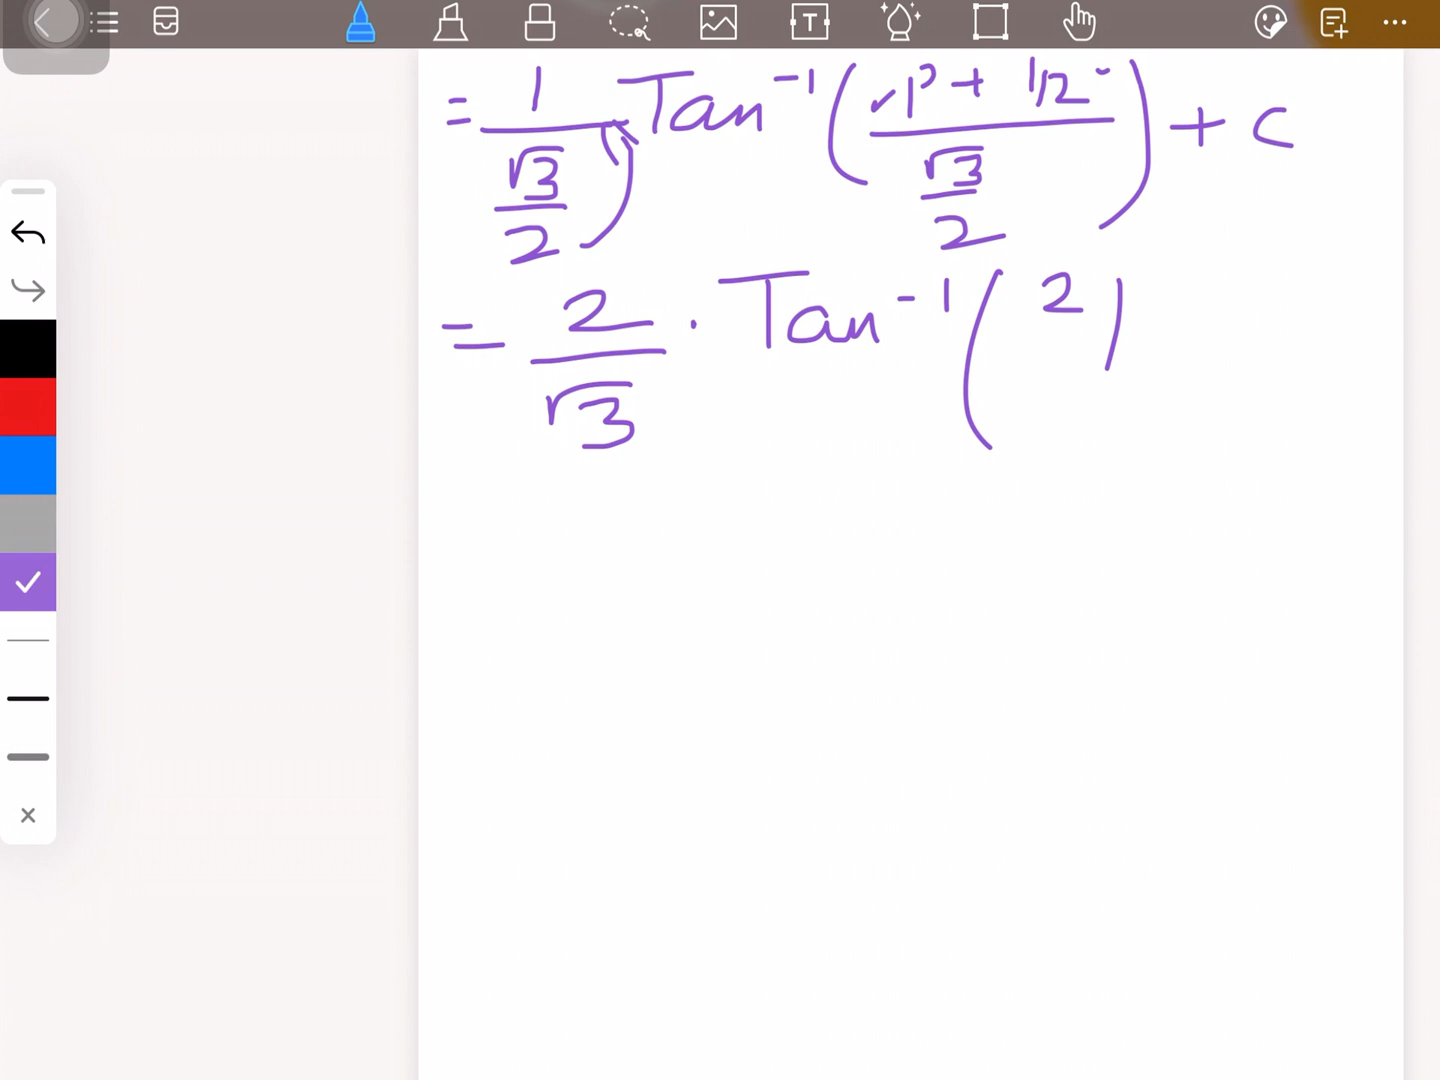 = 1/(√3/2) Tan⁻¹( + 1/2)/(√3/2) + c
= 2/√3 · Tan⁻¹(2)